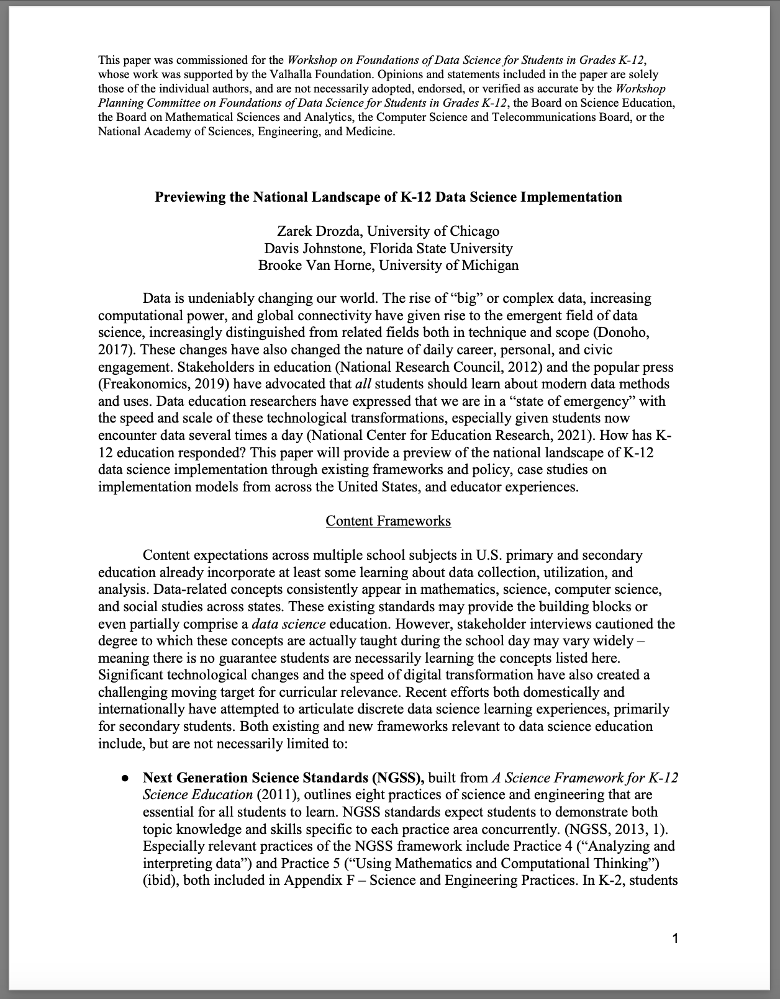 This paper was commissioned for the Workshop on Foundations of Data Science for Students in Grades K-12,
whose work was supported by the Valhalla Foundation. Opinions and statements included in the paper are solely
those of the individual authors, and are not necessarily adopted, endorsed, or verified as accurate by the Workshop
Planning Committee on Foundations of Data Science for Students in Grades K-12, the Board on Science Education,
the Board on Mathematical Sciences and Analytics, the Computer Science and Telecommunications Board, or the
National Academy of Sciences, Engineering, and Medicine.
Previewing the National Landscape of K-12 Data Science Implementation
Zarek Drozda, University of Chicago
Davis Johnstone, Florida State University
Brooke Van Horne, University of Michigan
Data is undeniably changing our world. The rise of “big” or complex data, increasing
computational power, and global connectivity have given rise to the emergent field of data
science, increasingly distinguished from related fields both in technique and scope (Donoho,
2017). These changes have also changed the nature of daily career, personal, and civic
engagement. Stakeholders in education (National Research Council, 2012) and the popular press
(Freakonomics, 2019) have advocated that all students should learn about modern data methods
and uses. Data education researchers have expressed that we are in a “state of emergency” with
the speed and scale of these technological transformations, especially given students now
encounter data several times a day (National Center for Education Research, 2021). How has K-
12 education responded? This paper will provide a preview of the national landscape of K-12
data science implementation through existing frameworks and policy, case studies on
implementation models from across the United States, and educator experiences.
Content Frameworks
Content expectations across multiple school subjects in U.S. primary and secondary
education already incorporate at least some learning about data collection, utilization, and
analysis. Data-related concepts consistently appear in mathematics, science, computer science,
and social studies across states. These existing standards may provide the building blocks or
even partially comprise a data science education. However, stakeholder interviews cautioned the
degree to which these concepts are actually taught during the school day may vary widely –
meaning there is no guarantee students are necessarily learning the concepts listed here.
Significant technological changes and the speed of digital transformation have also created a
challenging moving target for curricular relevance. Recent efforts both domestically and
internationally have attempted to articulate discrete data science learning experiences, primarily
for secondary students. Both existing and new frameworks relevant to data science education
include, but are not necessarily limited to:
● Next Generation Science Standards (NGSS), built from A Science Framework for K-12
Science Education (2011), outlines eight practices of science and engineering that are
essential for all students to learn. NGSS standards expect students to demonstrate both
topic knowledge and skills specific to each practice area concurrently. (NGSS, 2013, 1).
Especially relevant practices of the NGSS framework include Practice 4 (“Analyzing and
interpreting data”) and Practice 5 (“Using Mathematics and Computational Thinking”)
(ibid), both included in Appendix F – Science and Engineering Practices. In K-2, students
1